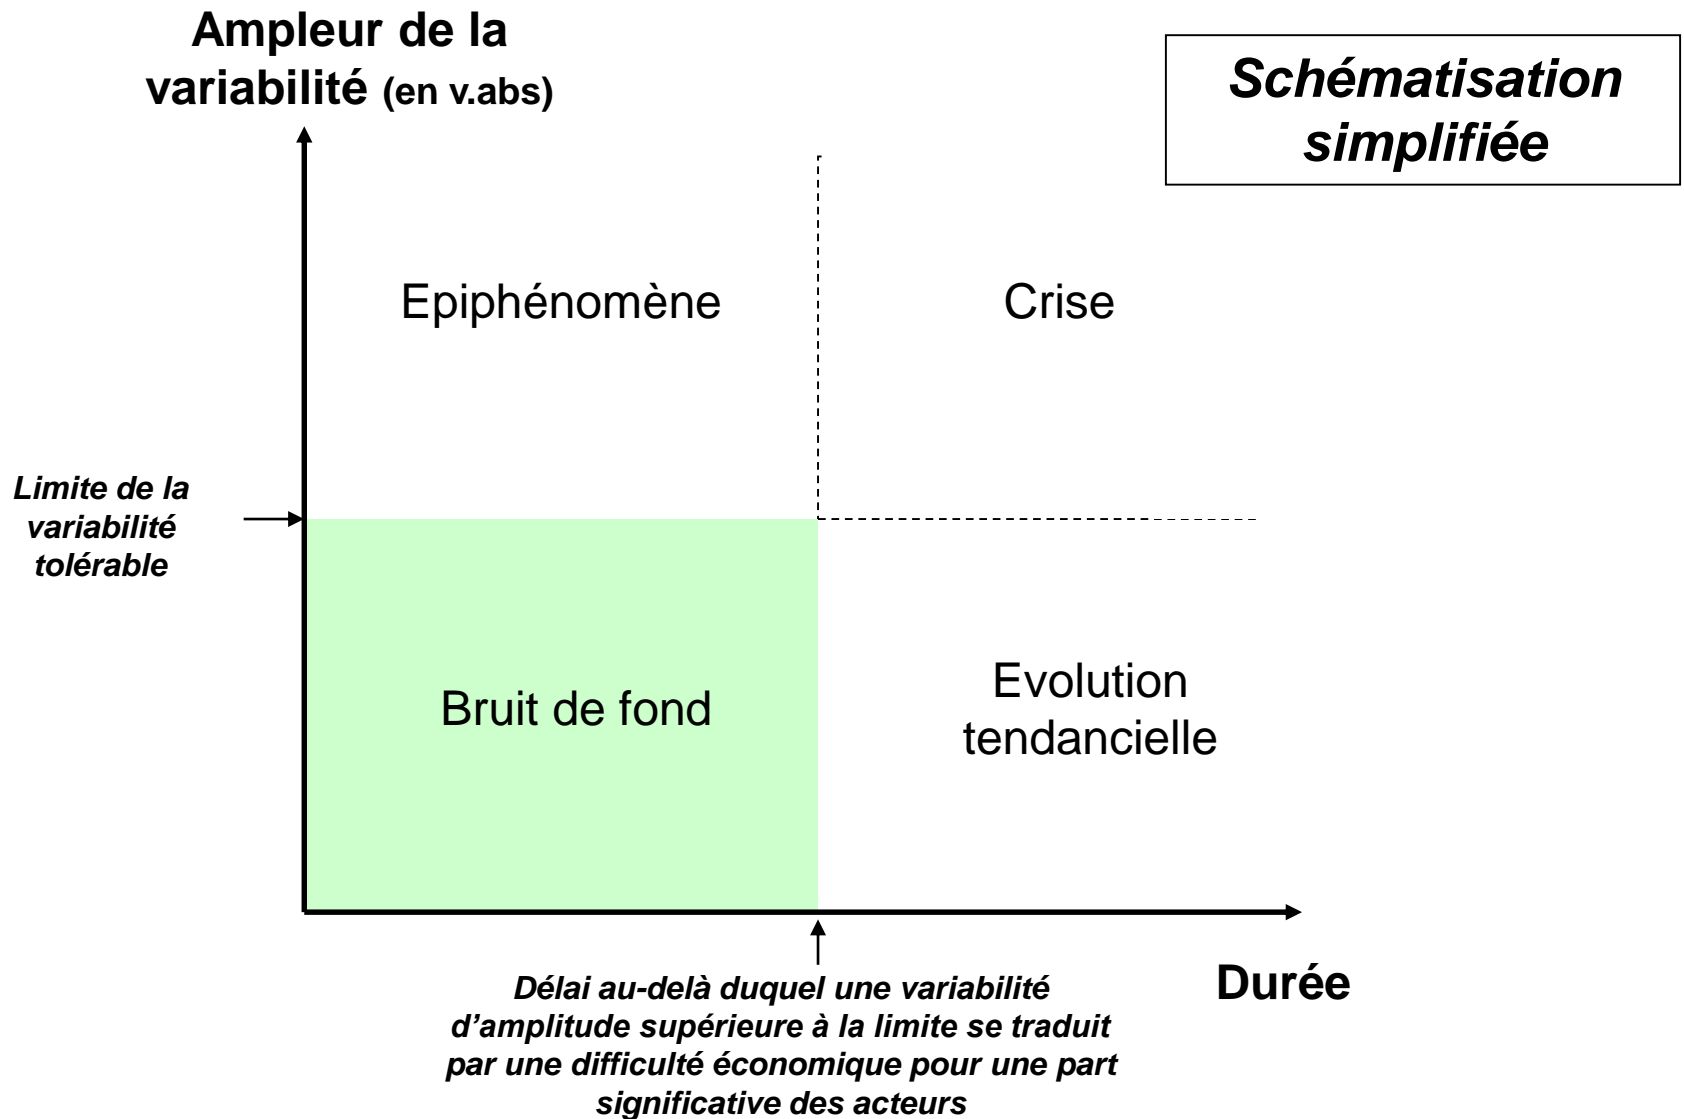 Ampleur de la
variabilité (en v.abs)
Schématisation
simplifiée
Epiphénomène
Crise
Limite de la
variabilité
tolérable
Bruit de fond
Evolution
tendancielle
Durée
Délai au-delà duquel une variabilité
d’amplitude supérieure à la limite se traduit
par une difficulté économique pour une part
significative des acteurs